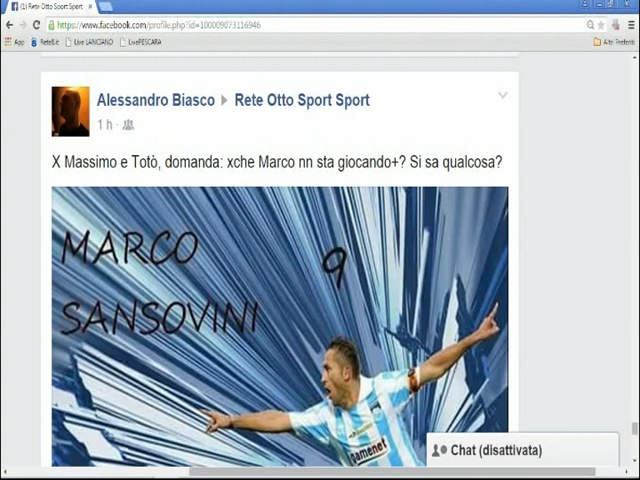 (1) Rete Otto Sport Sport
https://www.facebook.com/profile.php?id=100009073116946
App Rete8.it Live LANCIANO LivePESCARA Altri Preferiti
Alessandro Biasco Rete Otto Sport Sport
1 h
X Massimo e Totò, domanda: xche Marco nn sta giocando+? Si sa qualcosa?
MARCO 9
SANSOVINI
gamenet
Chat (disattivata)